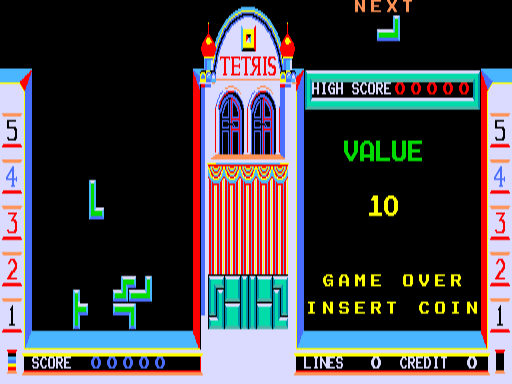 NEXT
TETRIS
HIGH SCORE 00000
5
4
3
2
1
5
4
3
2
1
VALUE
10
GAME OVER
INSERT COIN
SCORE 00000
LINES 0 CREDIT 0